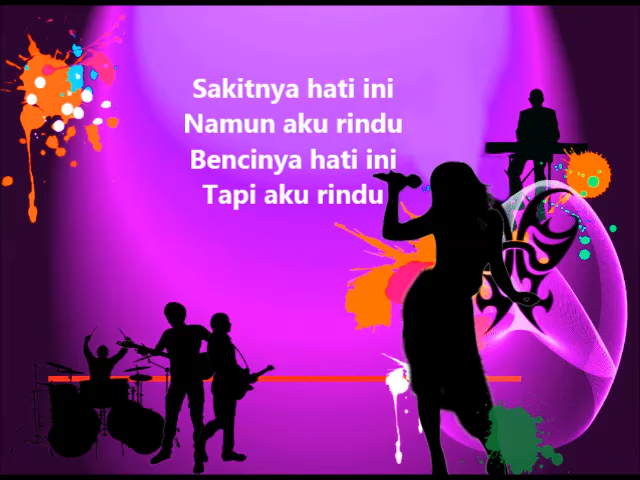 Sakitnya hati ini
Namun aku rindu
Bencinya hati ini
Tapi aku rindu